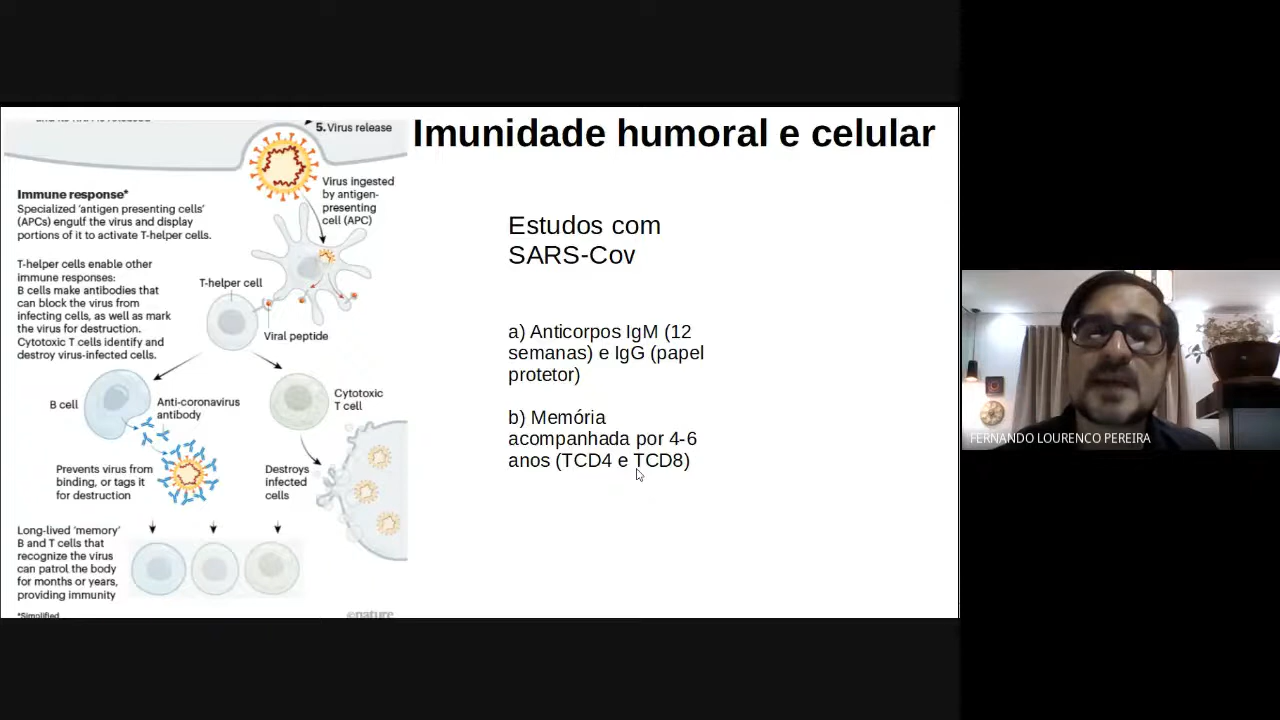 Imunidade humoral e celular
5. Virus release
Immune response*
Specialized 'antigen presenting cells'
(APCs) engulf the virus and display
portions of it to activate T-helper cells.
Virus ingested
by antigen-
presenting
cell (APC)
T-helper cells enable other
immune responses:
B cells make antibodies that
can block the virus from
infecting cells, as well as mark
the virus for destruction.
Cytotoxic T cells identify and
destroy virus-infected cells.
T-helper cell
Viral peptide
B cell
Anti-coronavirus
antibody
Cytotoxic
T cell
Prevents virus from
binding, or tags it
for destruction
Destroys
infected
cells
Long-lived 'memory'
B and T cells that
recognize the virus
can patrol the body
for months or years,
providing immunity
*Simplified
©nature
Estudos com
SARS-Cov
a) Anticorpos IgM (12
semanas) e IgG (papel
protetor)
b) Memória
acompanhada por 4-6
anos (TCD4 e TCD8)
FERNANDO LOURENCO PEREIRA